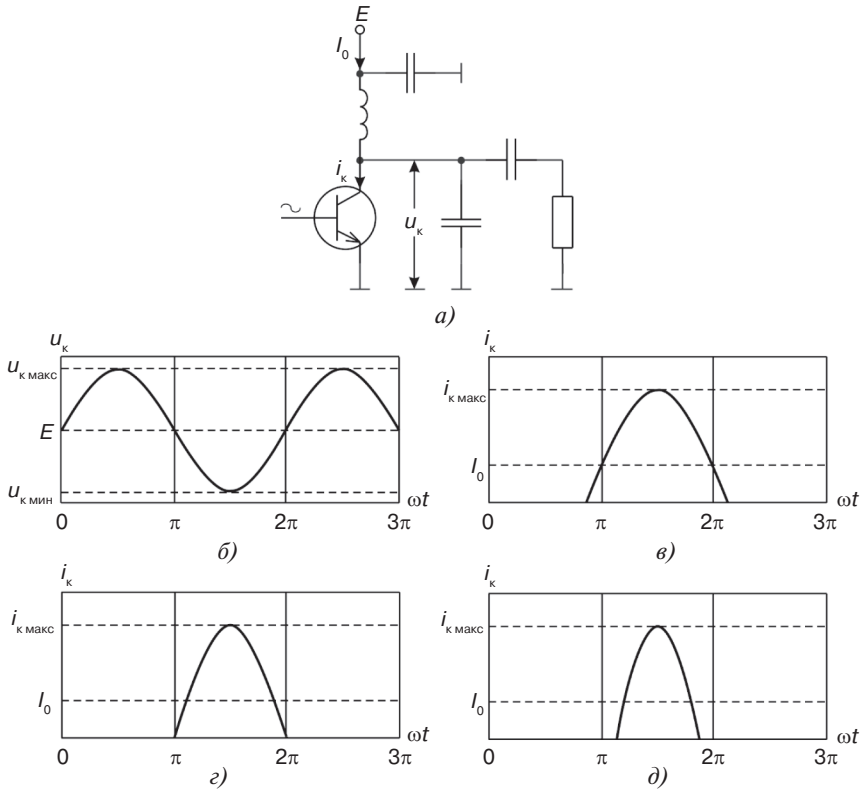 E
I₀
iк
uк
а)
uк
uк макс
E
uк мин
0 π 2π 3π ωt
б)
iк
iк макс
I₀
0 π 2π 3π ωt
в)
iк
iк макс
I₀
0 π 2π 3π ωt
г)
iк
iк макс
I₀
0 π 2π 3π ωt
д)